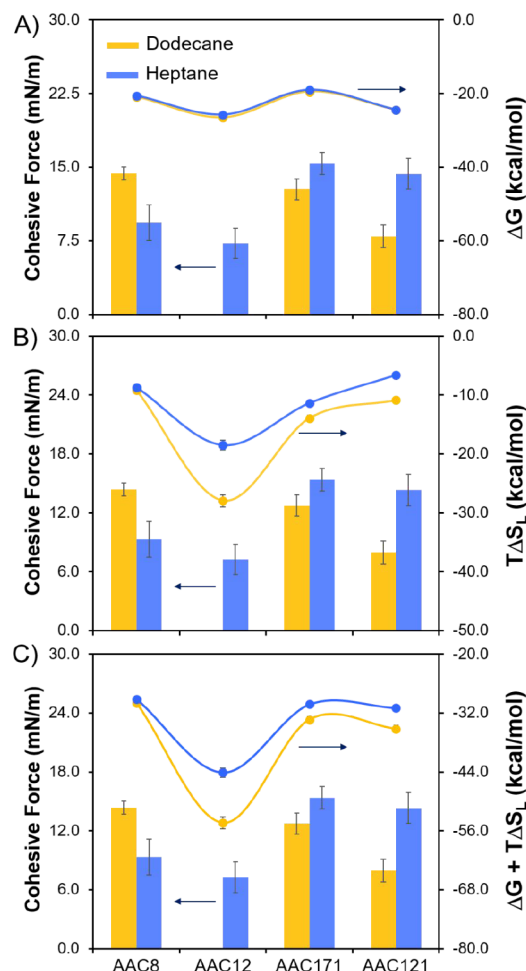 A)
Dodecane
Heptane
30.0
22.5
15.0
7.5
0.0
Cohesive Force (mN/m)
0.0
-20.0
-40.0
-60.0
-80.0
ΔG (kcal/mol)
B)
30.0
24.0
18.0
12.0
6.0
0.0
Cohesive Force (mN/m)
0.0
-10.0
-20.0
-30.0
-40.0
-50.0
TΔS_L (kcal/mol)
C)
30.0
24.0
18.0
12.0
6.0
0.0
Cohesive Force (mN/m)
-20.0
-32.0
-44.0
-56.0
-68.0
-80.0
ΔG + TΔS_L (kcal/mol)
AAC8 AAC12 AAC171 AAC121